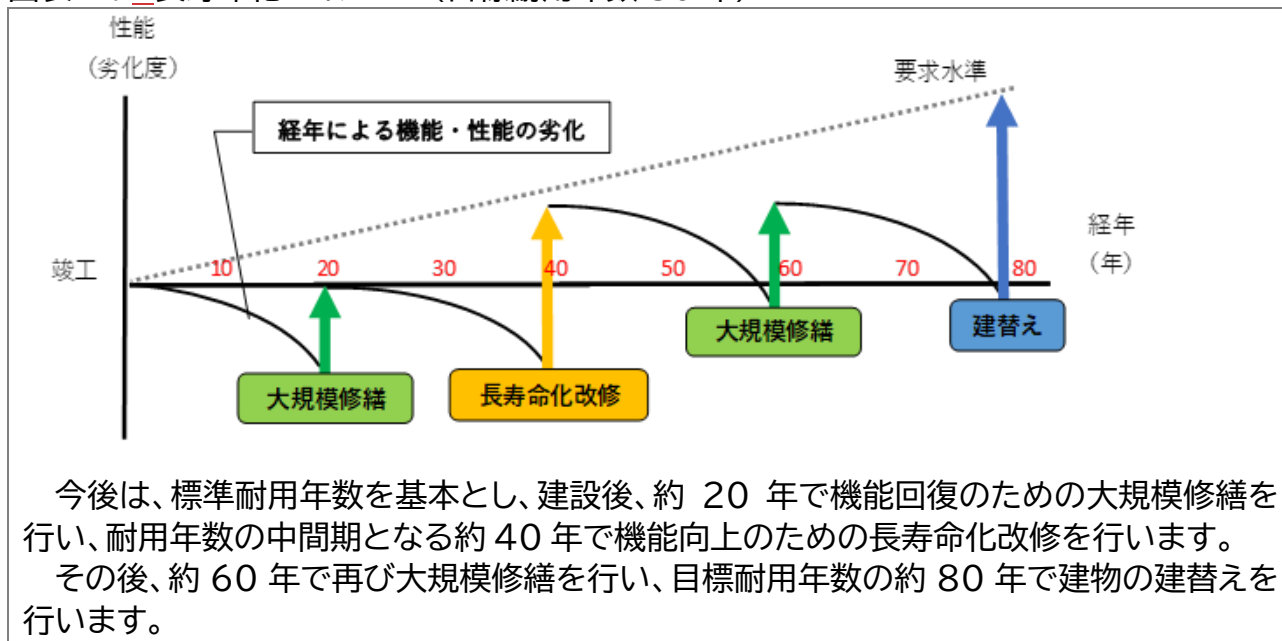 性能
(劣化度)
要求水準
経年による機能・性能の劣化
経年
(年)
竣工
10 20 30 40 50 60 70 80
大規模修繕
建替え
大規模修繕
長寿命化改修
今後は、標準耐用年数を基本とし、建設後、約 20 年で機能回復のための大規模修繕を
行い、耐用年数の中間期となる約 40 年で機能向上のための長寿命化改修を行います。
その後、約 60 年で再び大規模修繕を行い、目標耐用年数の約 80 年で建物の建替えを
行います。